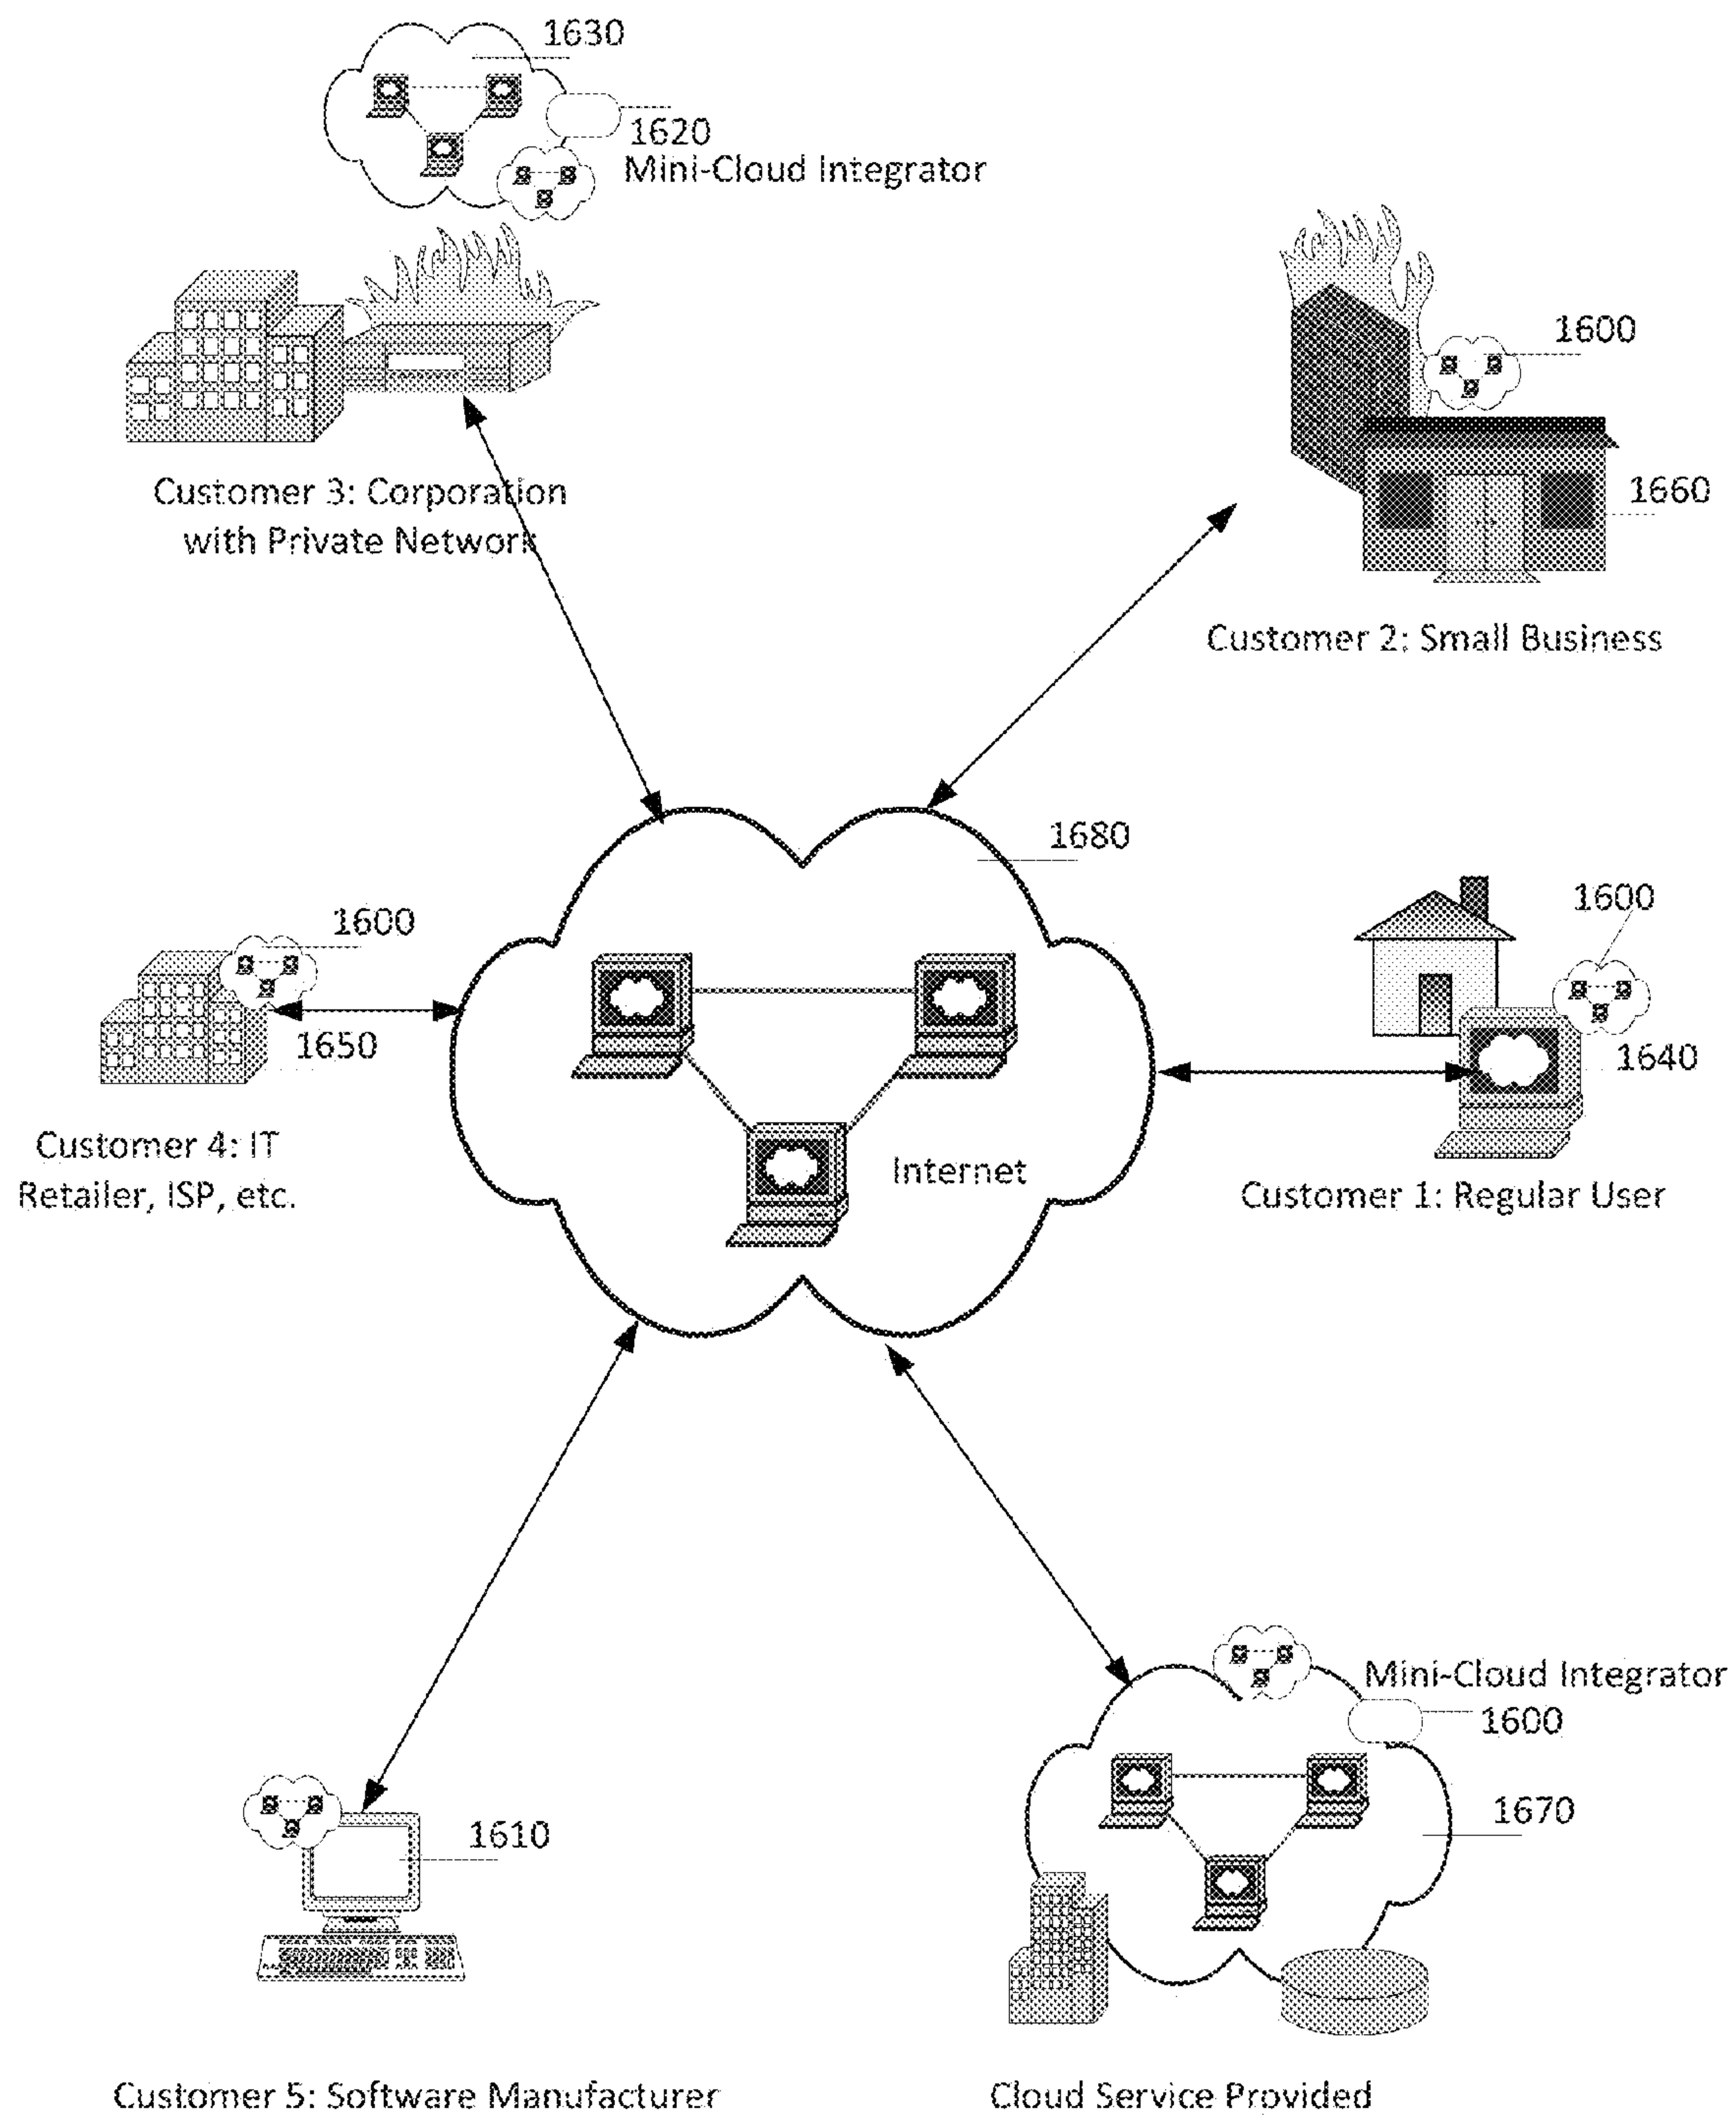 1630
1620
Mini-Cloud Integrator
1600
1660
Customer 3: Corporation
with Private Network
Customer 2: Small Business
1680
1600
1600
1650
1640
Customer 4: IT
Retailer, ISP, etc.
Internet
Customer 1: Regular User
Mini-Cloud Integrator
1600
1670
1610
Customer 5: Software Manufacturer
Cloud Service Provided